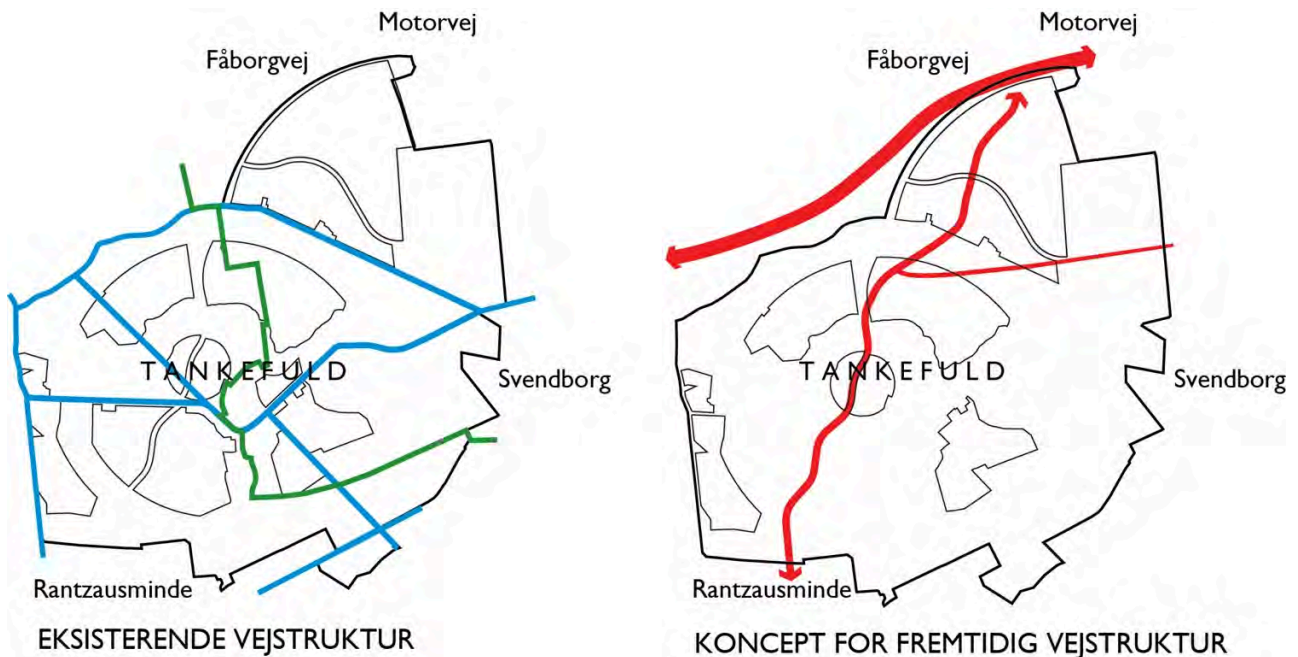 Motorvej
Fåborgvej
TANKEFULD
Svendborg
Rantzausminde
EKSISTERENDE VEJSTRUKTUR
Motorvej
Fåborgvej
TANKEFULD
Svendborg
Rantzausminde
KONCEPT FOR FREMTIDIG VEJSTRUKTUR